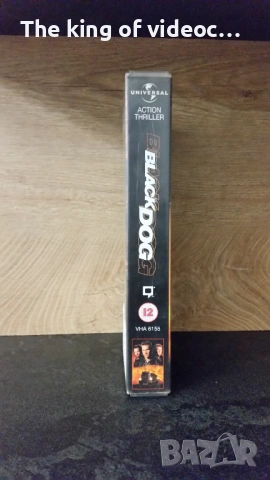 The king of videoc...
UNIVERSAL
ACTION
THRILLER
BLACK DOG
12
VHA 6155
BAZAR